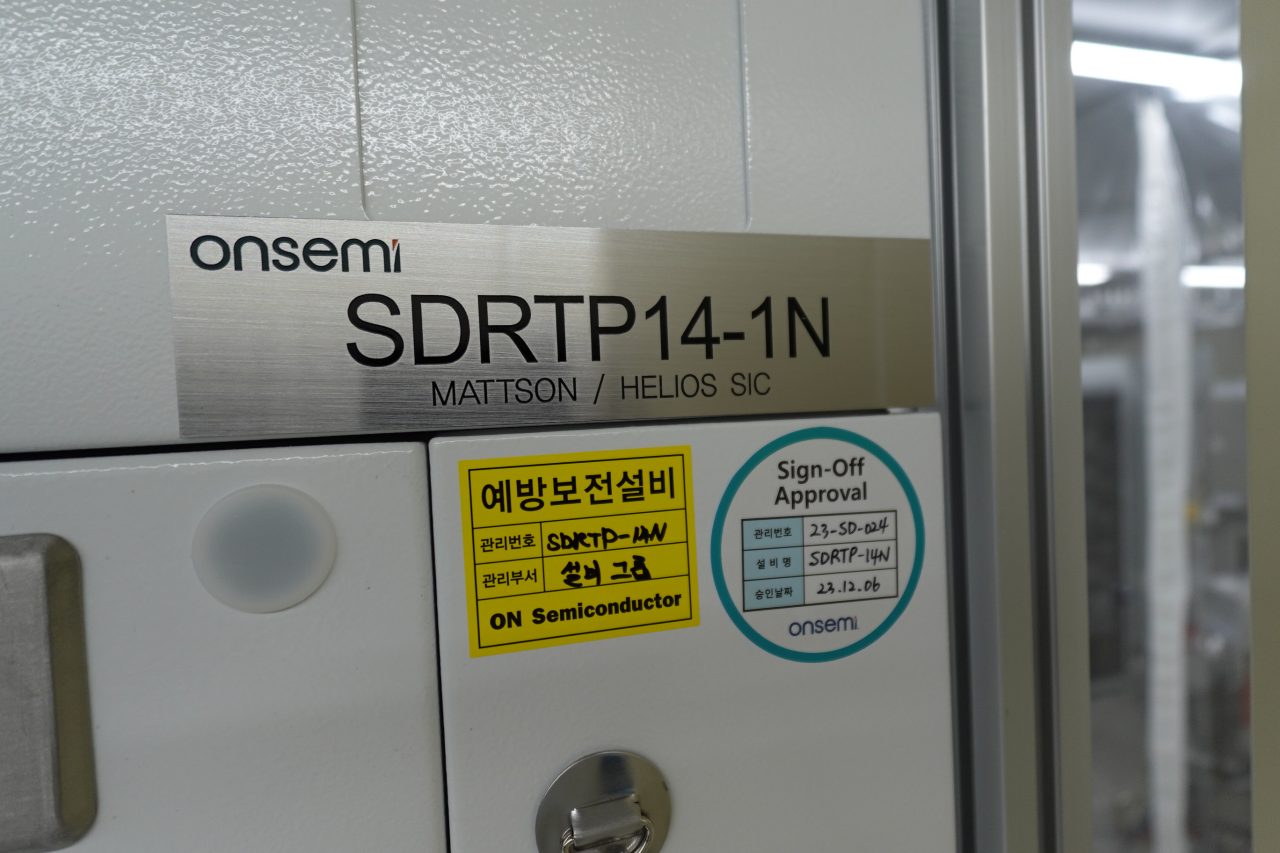 onsemi
SDRTP14-1N
MATTSON / HELIOS SIC
예방보전설비
관리번호 SDRTP-14N
관리부서 설비 그룹
ON Semiconductor
Sign-Off
Approval
관리번호 23-SD-024
설 비 명 SDRTP-14N
승인날짜 23.12.06
onsemi